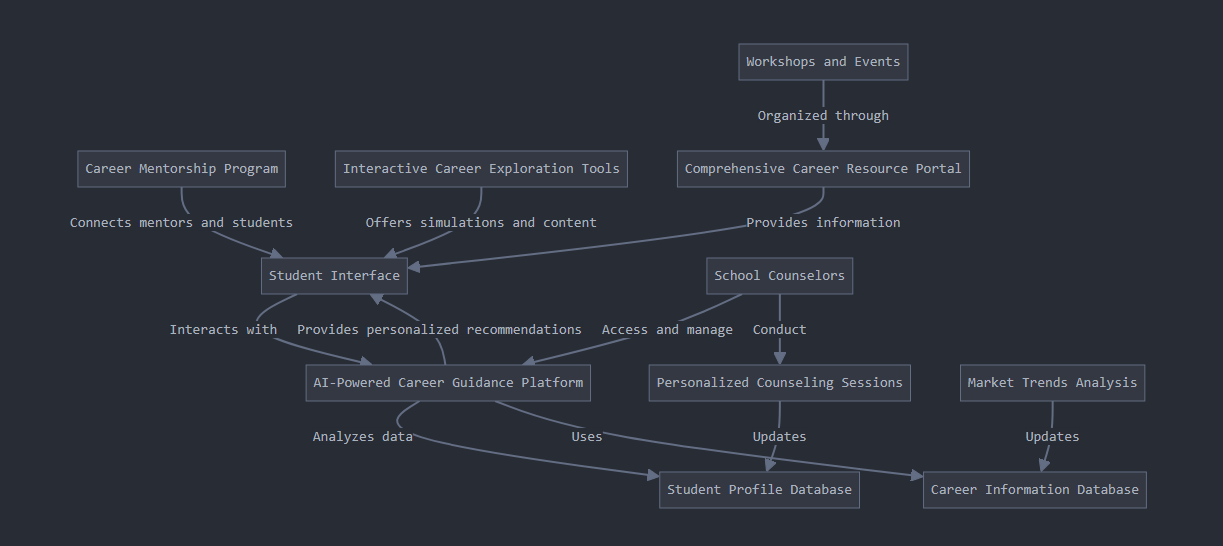 Workshops and Events
Organized through
Career Mentorship Program
Interactive Career Exploration Tools
Comprehensive Career Resource Portal
Connects mentors and students
Offers simulations and content
Provides information
Student Interface
School Counselors
Interacts with
Provides personalized recommendations
Access and manage
Conduct
AI-Powered Career Guidance Platform
Personalized Counseling Sessions
Market Trends Analysis
Analyzes data
Uses
Updates
Updates
Student Profile Database
Career Information Database